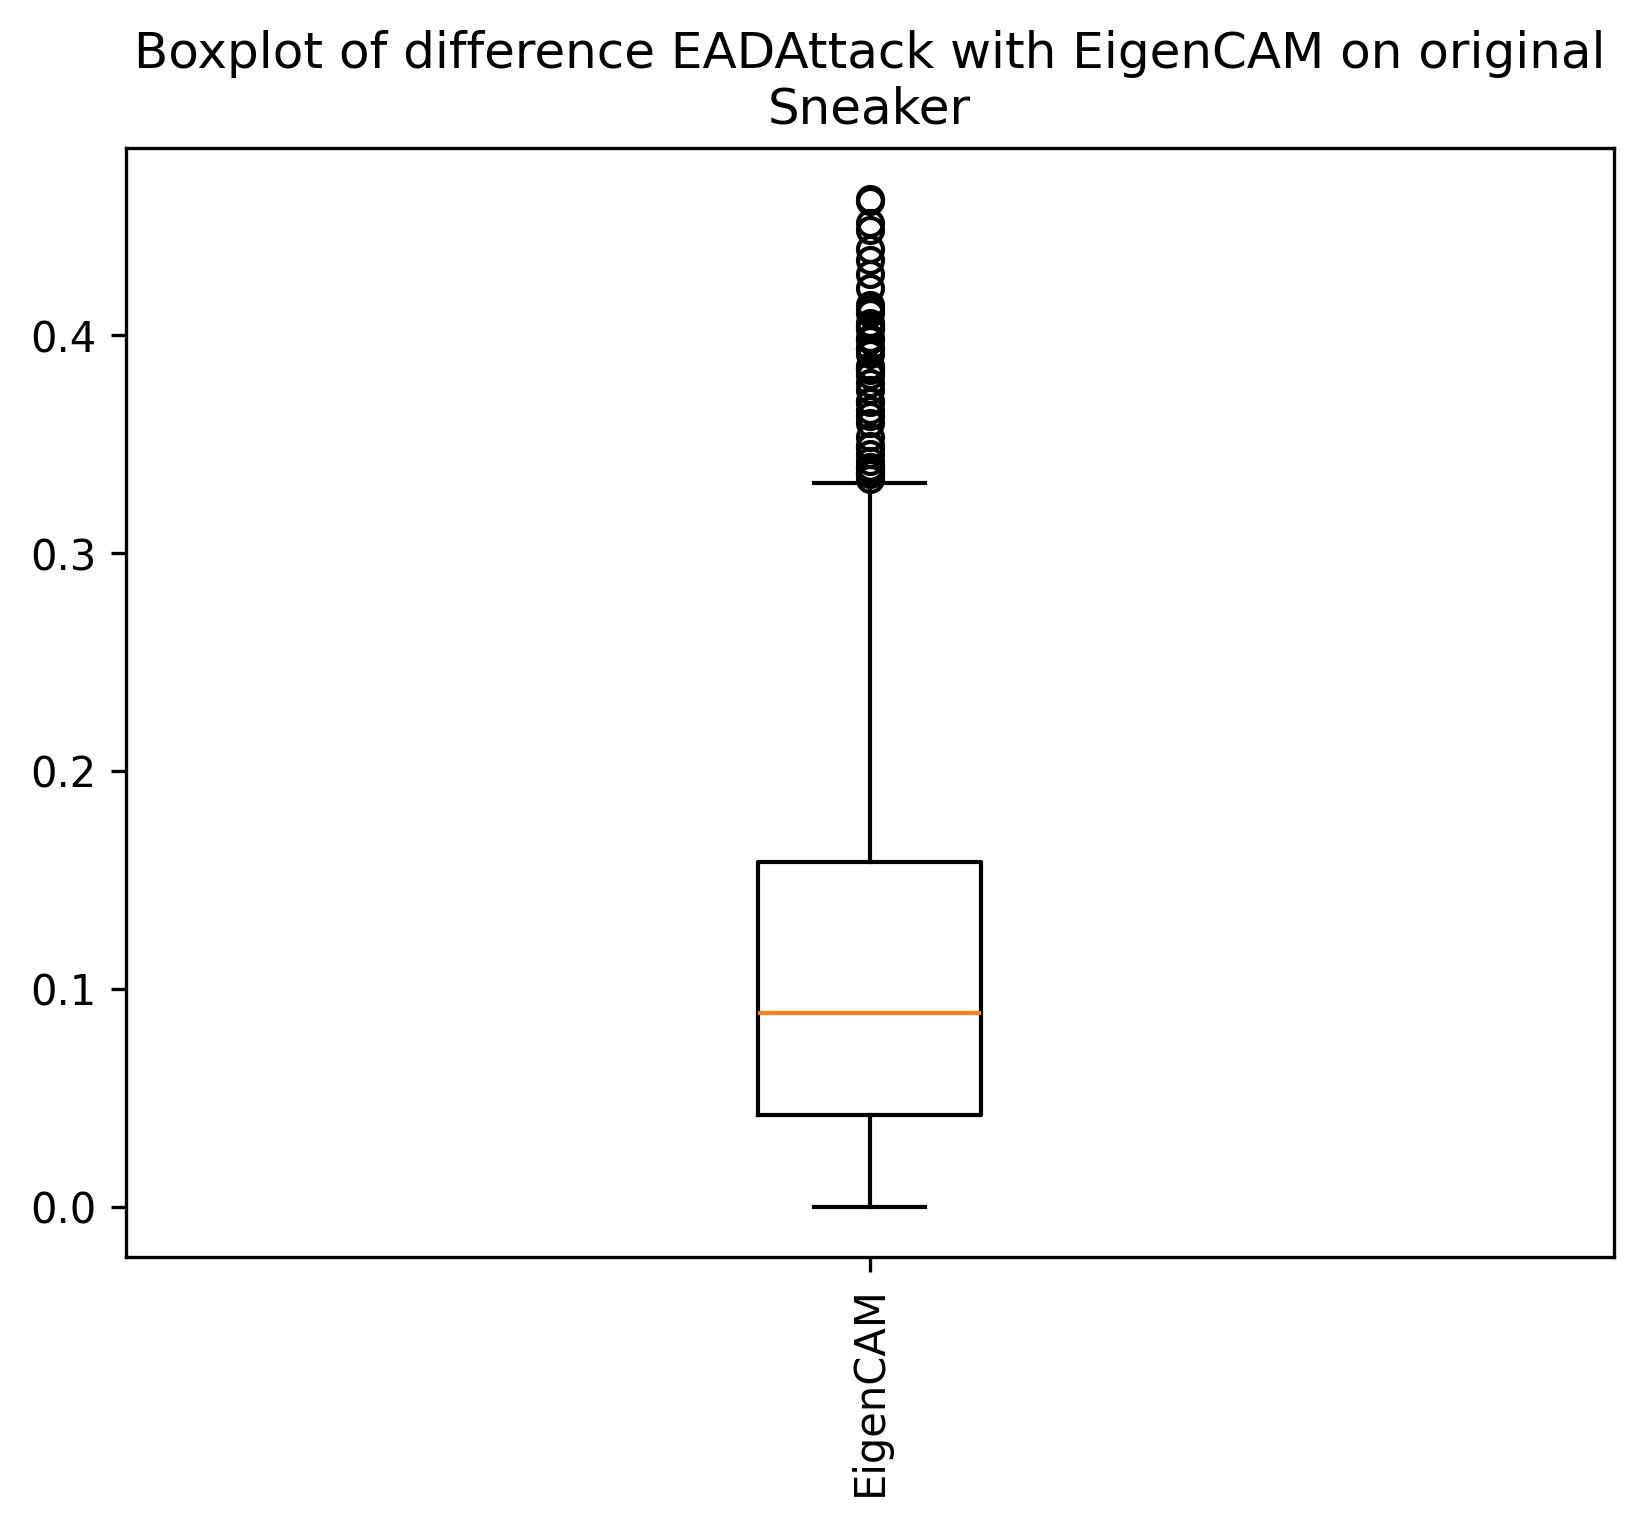 Boxplot of difference EADAttack with EigenCAM on original
Sneaker
0.4
0.3
0.2
0.1
0.0
EigenCAM